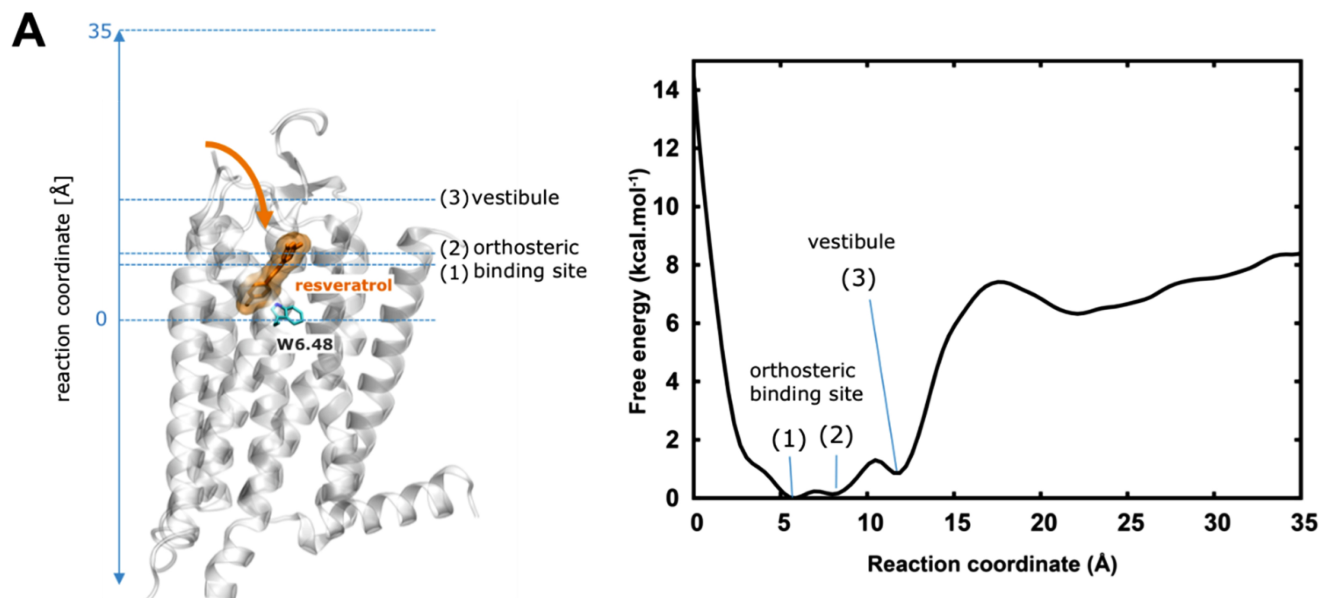 A
35
reaction coordinate [Å]
(3) vestibule
(2) orthosteric
(1) binding site
resveratrol
0
W6.48
Free energy (kcal.mol-1)
14
12
10
8
6
4
2
0
vestibule
(3)
orthosteric
binding site
(1) (2)
0 5 10 15 20 25 30 35
Reaction coordinate (Å)